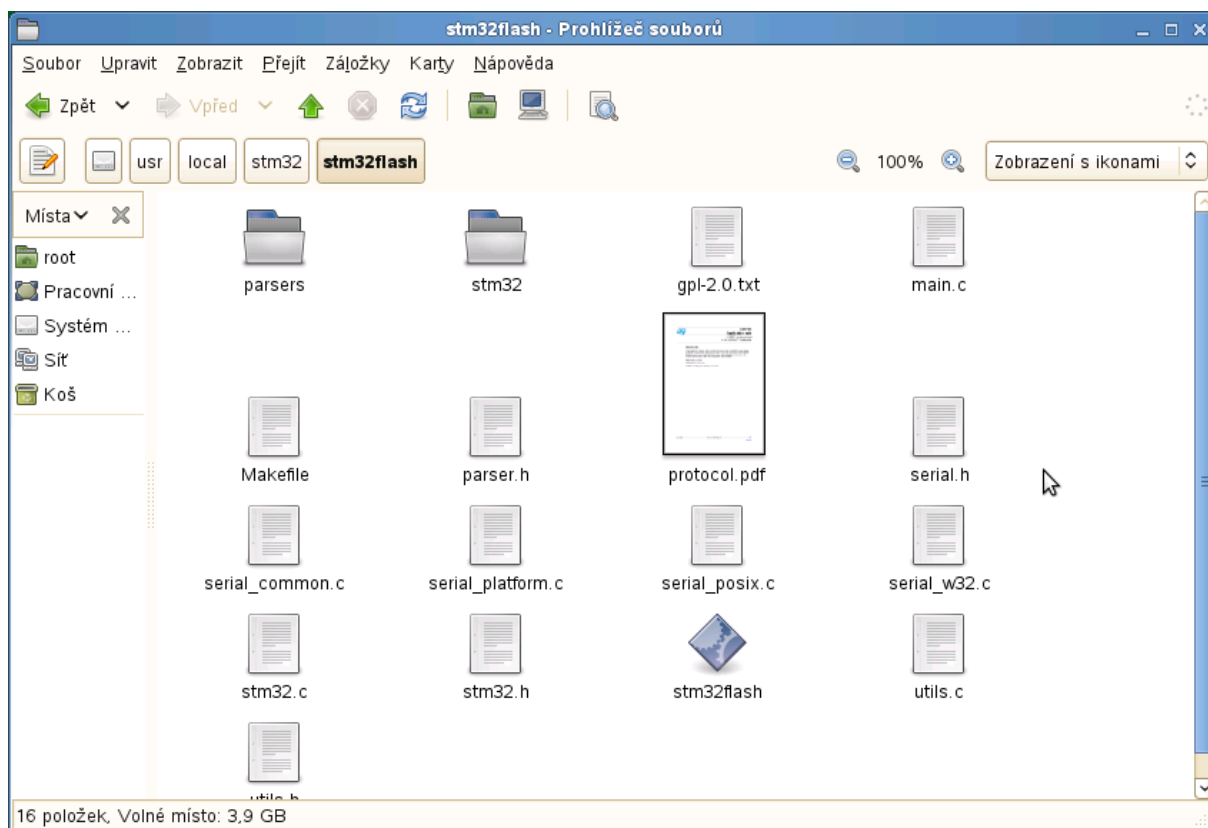 stm32flash - Prohlížeč souborů
Soubor Upravit Zobrazit Přejít Záložky Karty Nápověda
Zpět Vpřed
usr local stm32 stm32flash 100% Zobrazení s ikonami
Místa
root
Pracovní ...
Systém ...
Síť
Koš
parsers stm32 gpl-2.0.txt main.c
Makefile parser.h protocol.pdf serial.h
serial_common.c serial_platform.c serial_posix.c serial_w32.c
stm32.c stm32.h stm32flash utils.c
utils.h
16 položek, Volné místo: 3,9 GB